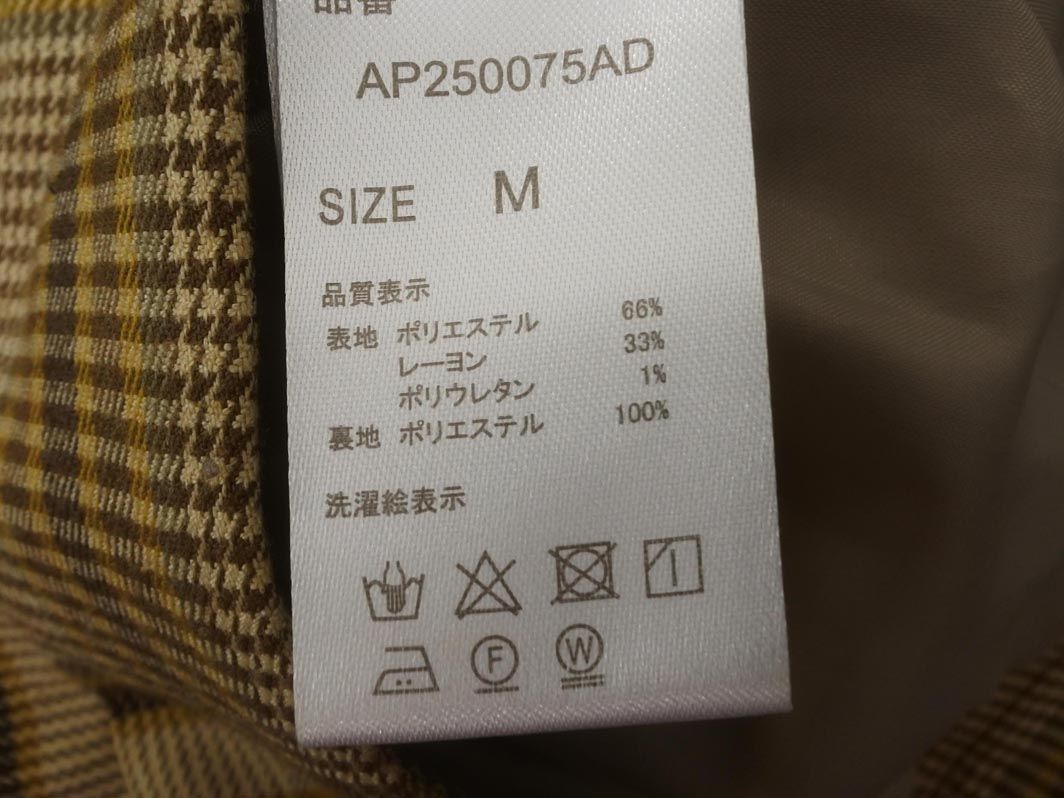 品番
AP250075AD
SIZE M
品質表示
表地 ポリエステル 66%
レーヨン 33%
ポリウレタン 1%
裏地 ポリエステル 100%
洗濯絵表示
F W